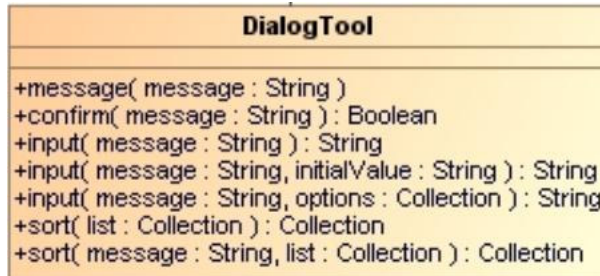 DialogTool
+message( message : String )
+confirm( message : String ) : Boolean
+input( message : String ) : String
+input( message : String, initialValue : String ) : String
+input( message : String, options : Collection ) : String
+sort( list : Collection ) : Collection
+sort( message : String, list : Collection ) : Collection